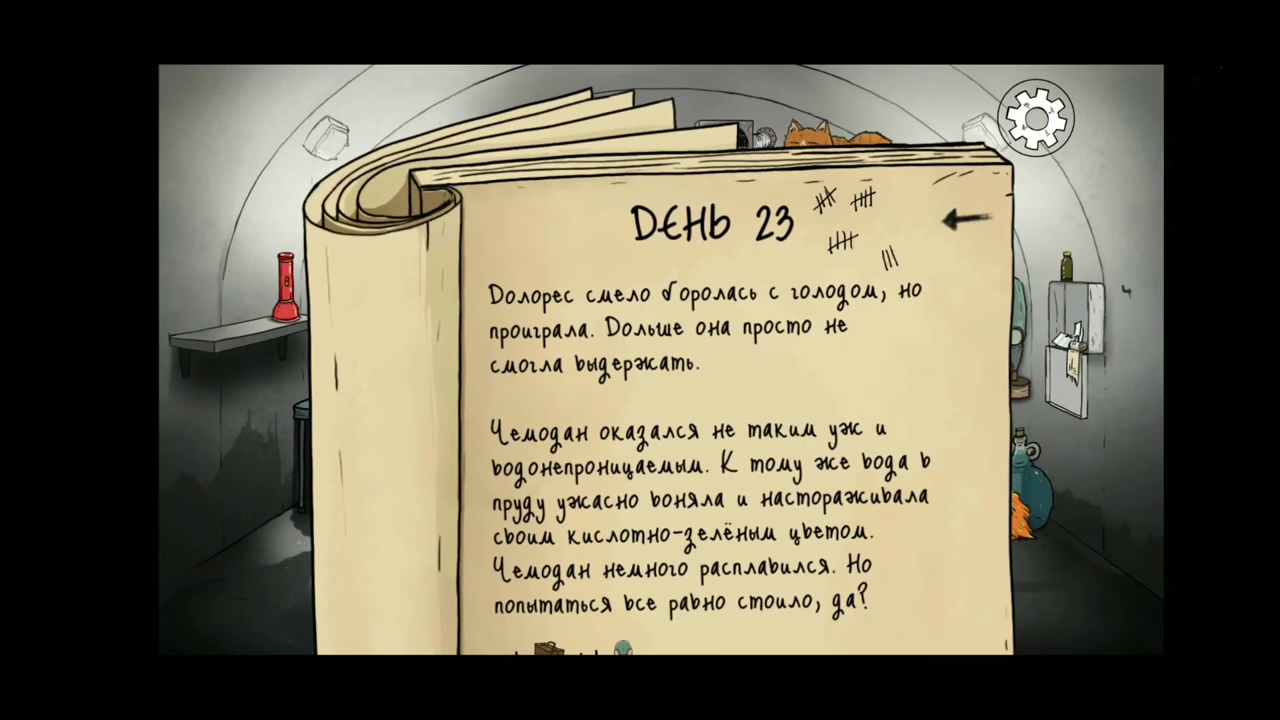 ДЕНЬ 23
Долорес смело боролась с голодом, но
проиграла. Дольше она просто не
смогла выдержать.
Чемодан оказался не таким уж и
водонепроницаемым. К тому же вода в
пруду ужасно воняла и настораживала
своим кислотно-зелёным цветом.
Чемодан немного расплавился. Но
попытаться все равно стоило, да?